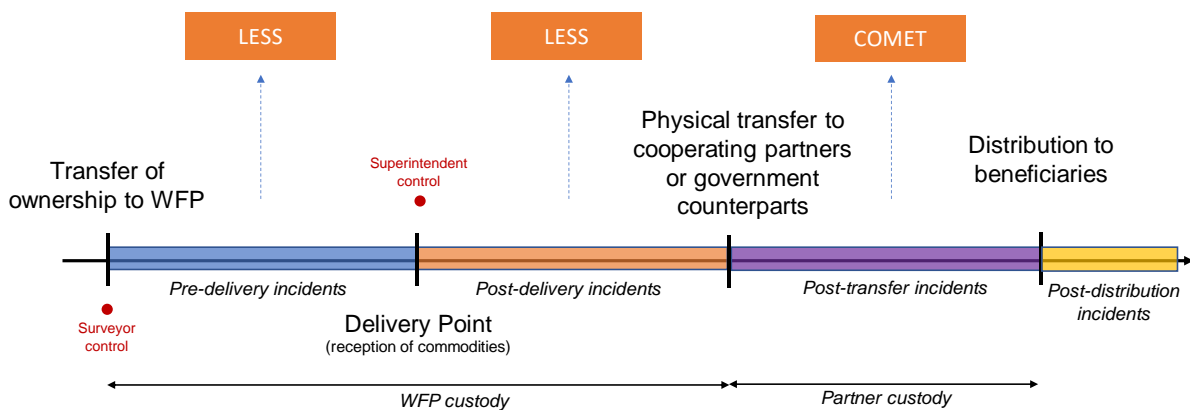 LESS
LESS
COMET
Transfer of
ownership to WFP
Superintendent
control
Physical transfer to
cooperating partners
or government
counterparts
Distribution to
beneficiaries
Pre-delivery incidents
Post-delivery incidents
Post-transfer incidents
Post-distribution
incidents
Surveyor
control
Delivery Point
(reception of commodities)
WFP custody
Partner custody